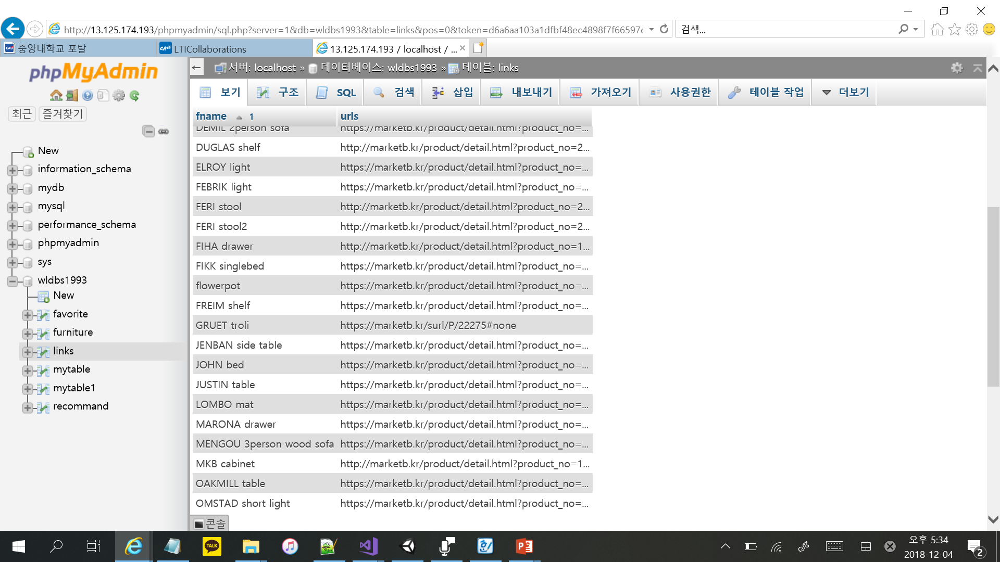 http://13.125.174.193/phpmyadmin/sql.php?server=1&db=wldbs1993&table=links&pos=0&token=d6a6aa103a1dfbf48ec4898f7f66597e
검색...
중앙대학교 포탈
LTICollaborations
13.125.174.193 / localhost / ...
phpMyAdmin
최근
즐겨찾기
New
information_schema
mydb
mysql
performance_schema
phpmyadmin
sys
wldbs1993
New
favorite
furniture
links
mytable
mytable1
recommand
서버: localhost » 데이터베이스: wldbs1993 » 테이블: links
보기 구조 SQL 검색 삽입 내보내기 가져오기 사용권한 테이블 작업 더보기
fname 1 urls
DEMIL 2person sofa https://marketb.kr/product/detail.html?product_no=...
DUGLAS shelf http://marketb.kr/product/detail.html?product_no=2...
ELROY light https://marketb.kr/product/detail.html?product_no=...
FEBRIK light https://marketb.kr/product/detail.html?product_no=...
FERI stool http://marketb.kr/product/detail.html?product_no=2...
FERI stool2 http://marketb.kr/product/detail.html?product_no=2...
FIHA drawer http://marketb.kr/product/detail.html?product_no=1...
FIKK singlebed https://marketb.kr/product/detail.html?product_no=...
flowerpot https://marketb.kr/product/detail.html?product_no=...
FREIM shelf https://marketb.kr/product/detail.html?product_no=...
GRUET troli https://marketb.kr/surl/P/22275#none
JENBAN side table https://marketb.kr/product/detail.html?product_no=...
JOHN bed https://marketb.kr/product/detail.html?product_no=...
JUSTIN table https://marketb.kr/product/detail.html?product_no=...
LOMBO mat https://marketb.kr/product/detail.html?product_no=...
MARONA drawer https://marketb.kr/product/detail.html?product_no=...
MENGOU 3person wood sofa https://marketb.kr/product/detail.html?product_no=...
MKB cabinet http://marketb.kr/product/detail.html?product_no=1...
OAKMILL table https://marketb.kr/product/detail.html?product_no=...
OMSTAD short light https://marketb.kr/product/detail.html?product_no=...
콘솔
TALK
오후 5:34
2018-12-04
2